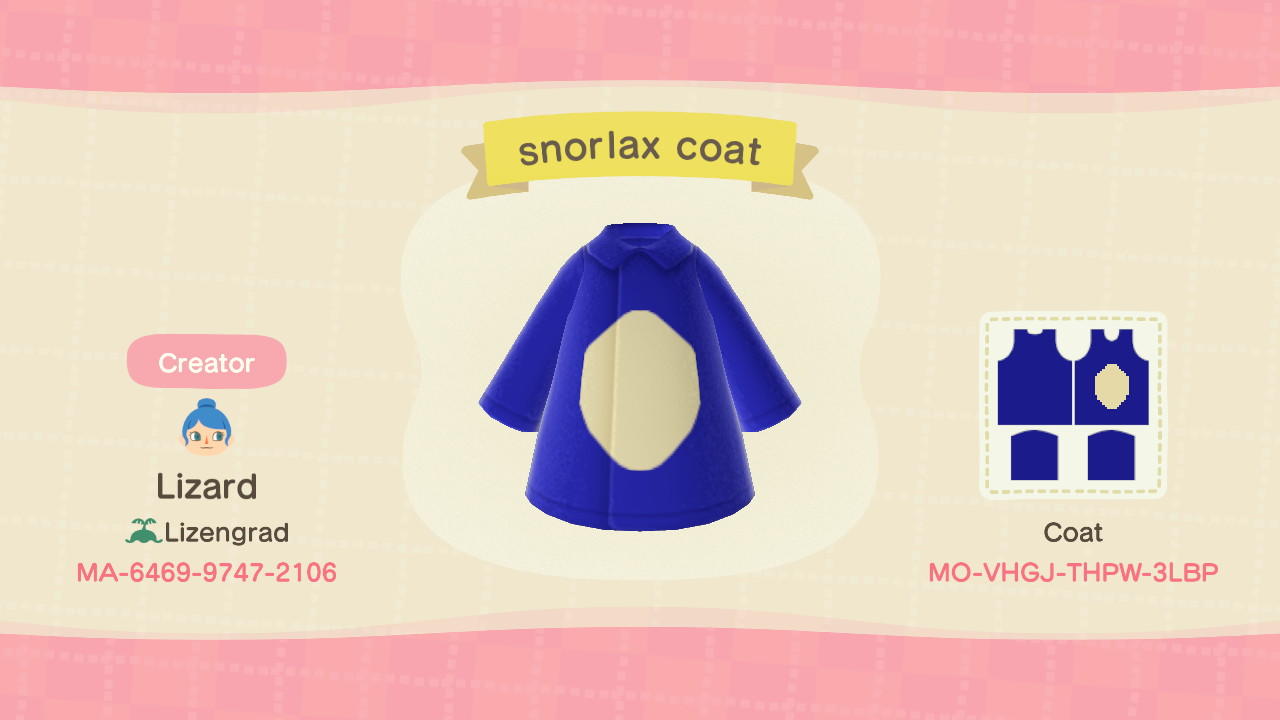 snorlax coat
Creator
Lizard
Lizengrad
MA-6469-9747-2106
Coat
MO-VHGJ-THPW-3LBP